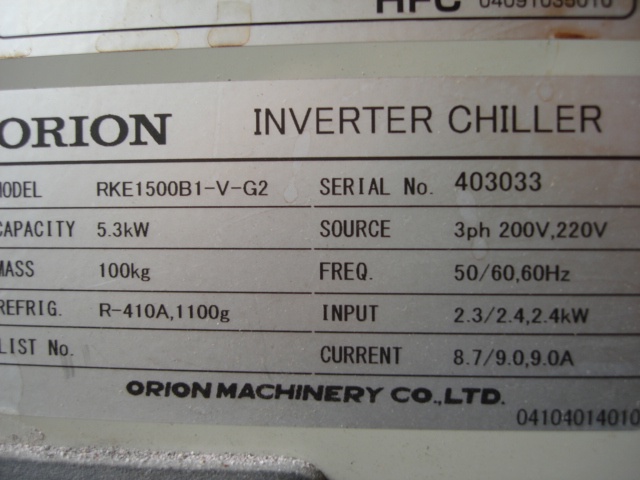 HFC 04091035010
ORION INVERTER CHILLER
MODEL RKE1500B1-V-G2 SERIAL No. 403033
CAPACITY 5.3kW SOURCE 3ph 200V,220V
MASS 100kg FREQ. 50/60,60Hz
REFRIG. R-410A,1100g INPUT 2.3/2.4,2.4kW
LIST No. CURRENT 8.7/9.0,9.0A
ORION MACHINERY CO.,LTD.
04104014010